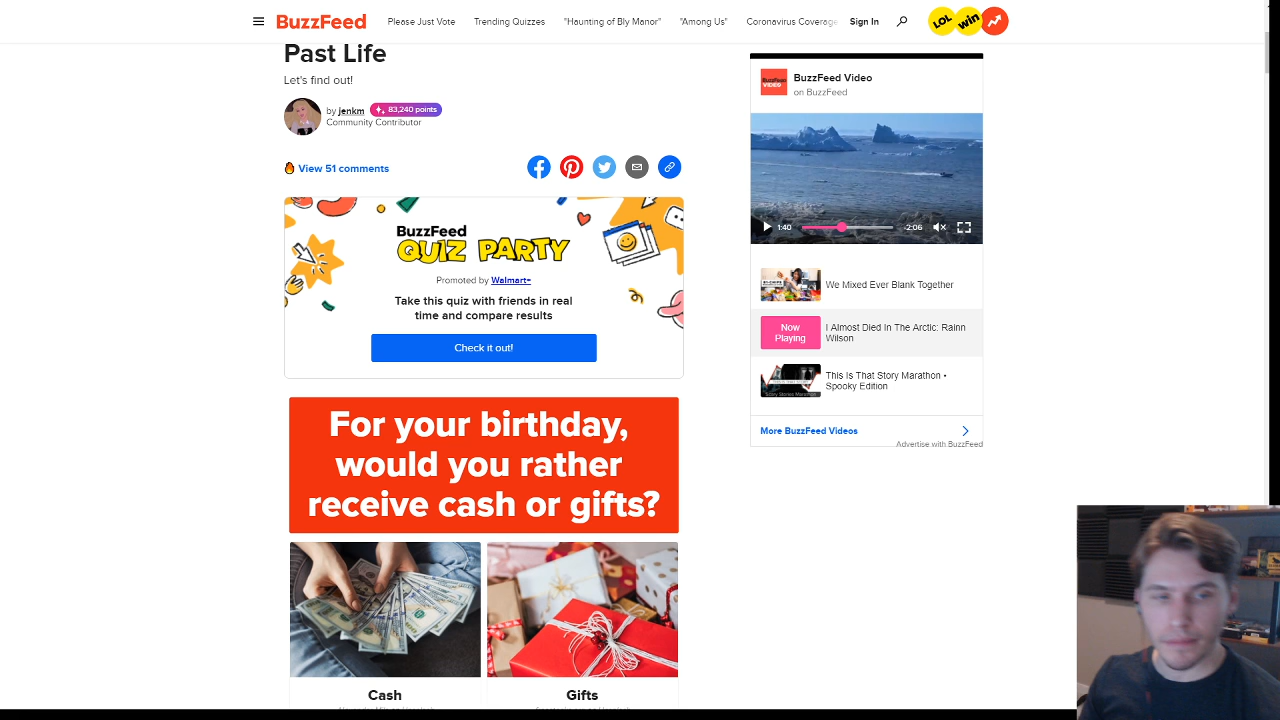 BuzzFeed
Please Just Vote
Trending Quizzes
"Haunting of Bly Manor"
"Among Us"
Coronavirus Coverage
Sign In
LOL
win
Past Life
Let's find out!
by jenkm
83,240 points
Community Contributor
View 51 comments
BuzzFeed
QUIZ PARTY
Promoted by Walmart+
Take this quiz with friends in real
time and compare results
Check it out!
For your birthday,
would you rather
receive cash or gifts?
Cash
Gifts
BuzzFeed Video
on BuzzFeed
1:40
-2:06
We Mixed Ever Blank Together
Now
Playing
I Almost Died In The Arctic: Rainn
Wilson
This Is That Story Marathon •
Spooky Edition
More BuzzFeed Videos
Advertise with BuzzFeed